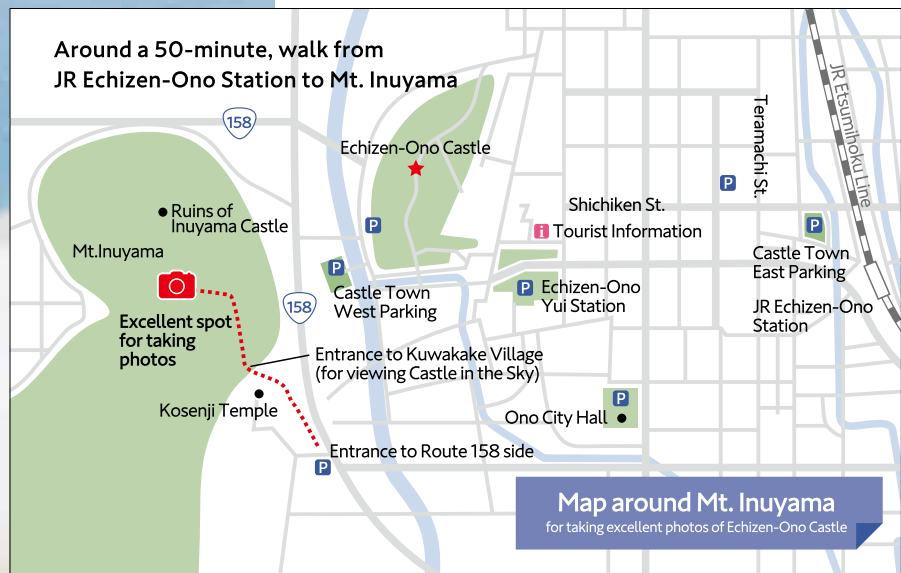 Around a 50-minute, walk from
JR Echizen-Ono Station to Mt. Inuyama
158
Echizen-Ono Castle
Teramachi St.
JR Etsumihoku Line
P
Ruins of
Inuyama Castle
Shichiken St.
P
P
i Tourist Information
Mt.Inuyama
Castle Town
East Parking
P
Castle Town
West Parking
P
Echizen-Ono
Yui Station
158
JR Echizen-Ono
Station
Excellent spot
for taking
photos
Entrance to Kuwakake Village
(for viewing Castle in the Sky)
P
Kosenji Temple
Ono City Hall
Entrance to Route 158 side
P
Map around Mt. Inuyama
for taking excellent photos of Echizen-Ono Castle